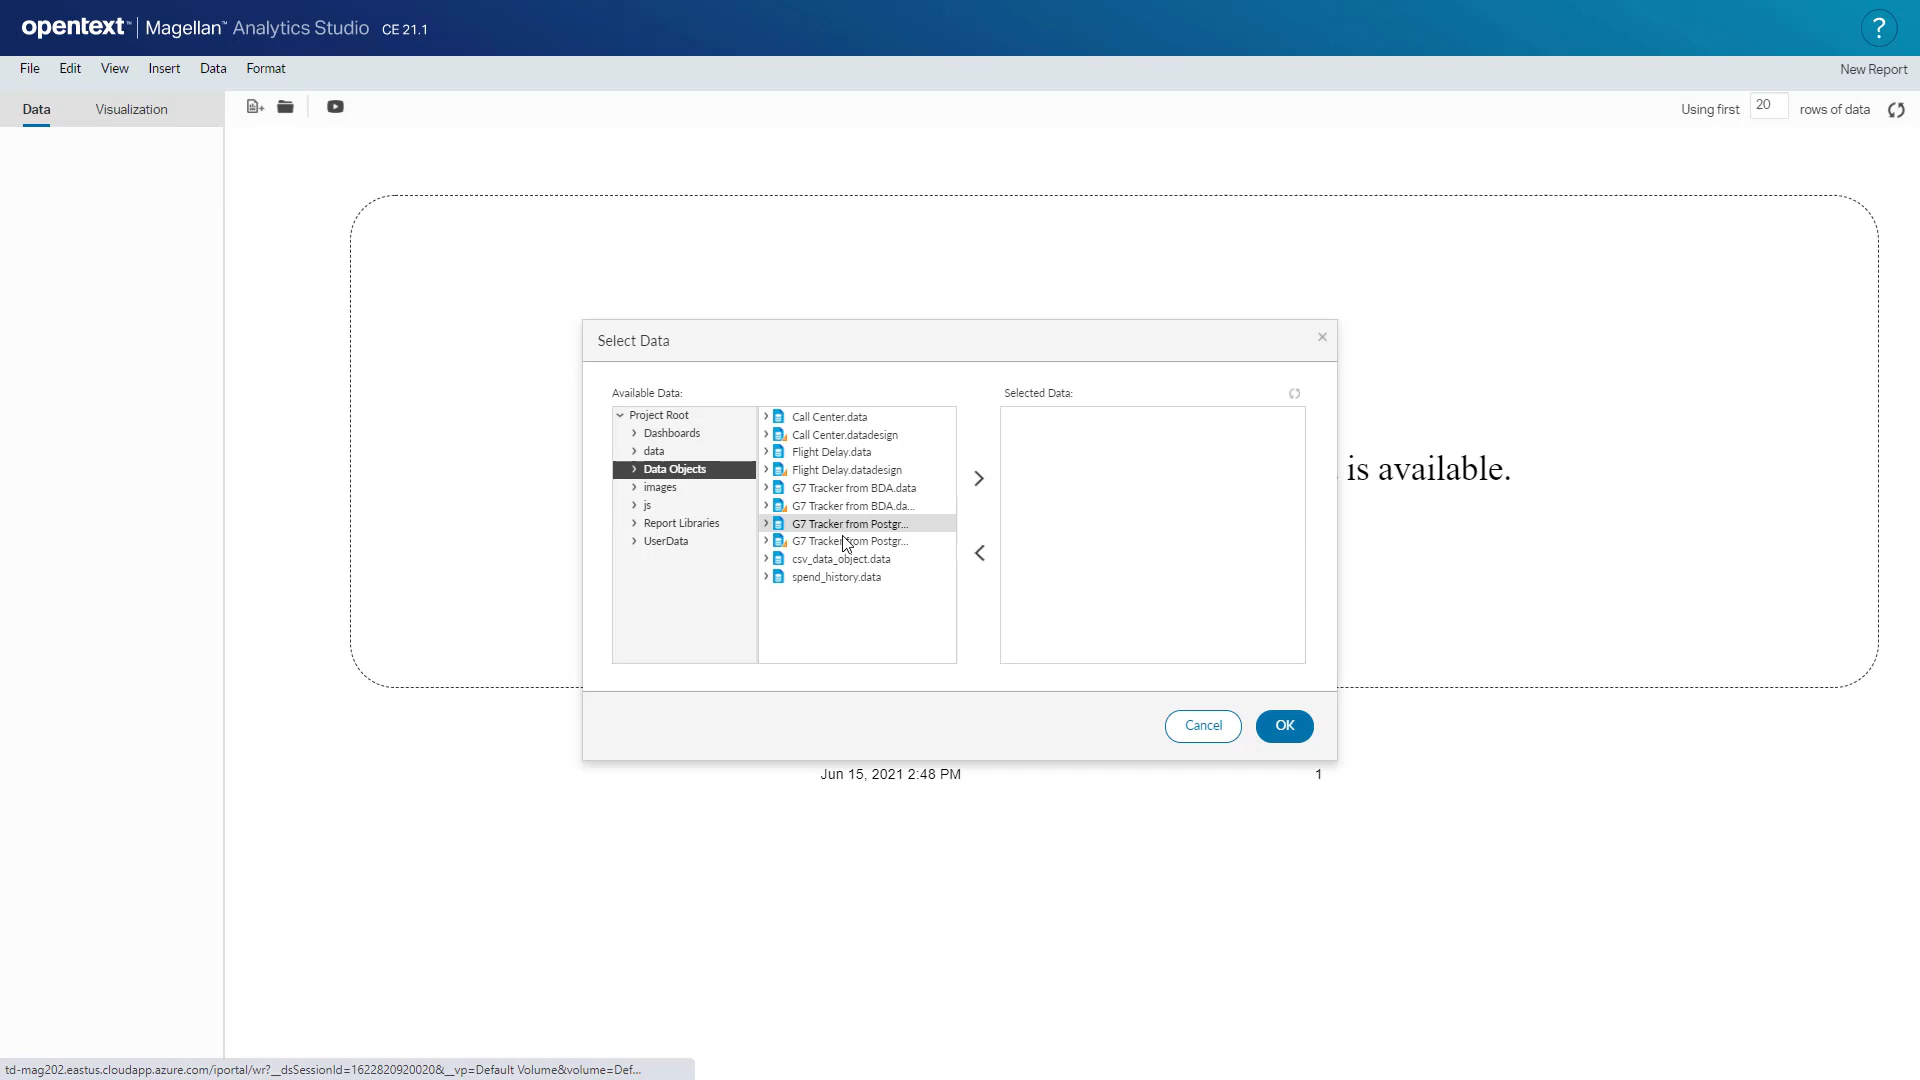 opentext™ | Magellan™ Analytics Studio CE 21.1
?
File Edit View Insert Data Format
New Report
Data Visualization
Using first 20 rows of data
Select Data
×
Available Data:
Selected Data:
Project Root
Dashboards
data
Data Objects
images
js
Report Libraries
UserData
Call Center.data
Call Center.datadesign
Flight Delay.data
Flight Delay.datadesign
G7 Tracker from BDA.data
G7 Tracker from BDA.da...
G7 Tracker from Postgr...
G7 Tracker from Postgr...
csv_data_object.data
spend_history.data
is available.
Cancel OK
Jun 15, 2021 2:48 PM
1
td-mag202.eastus.cloudapp.azure.com/iportal/wr?__dsSessionId=1622820920020&__vp=Default Volume&volume=Def...